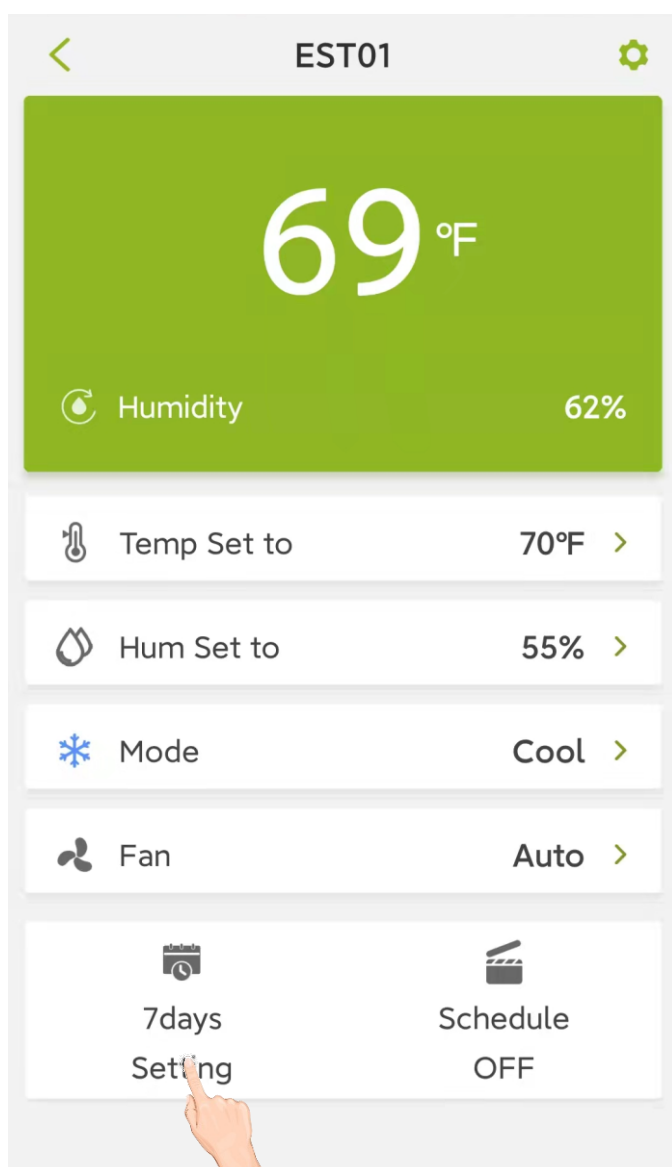 EST01
69 °F
Humidity 62%
Temp Set to 70°F
Hum Set to 55%
Mode Cool
Fan Auto
7days Schedule
Setting OFF